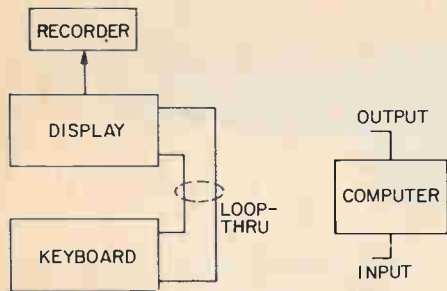 RECORDER
DISPLAY
OUTPUT
COMPUTER
LOOP-
THRU
KEYBOARD
INPUT